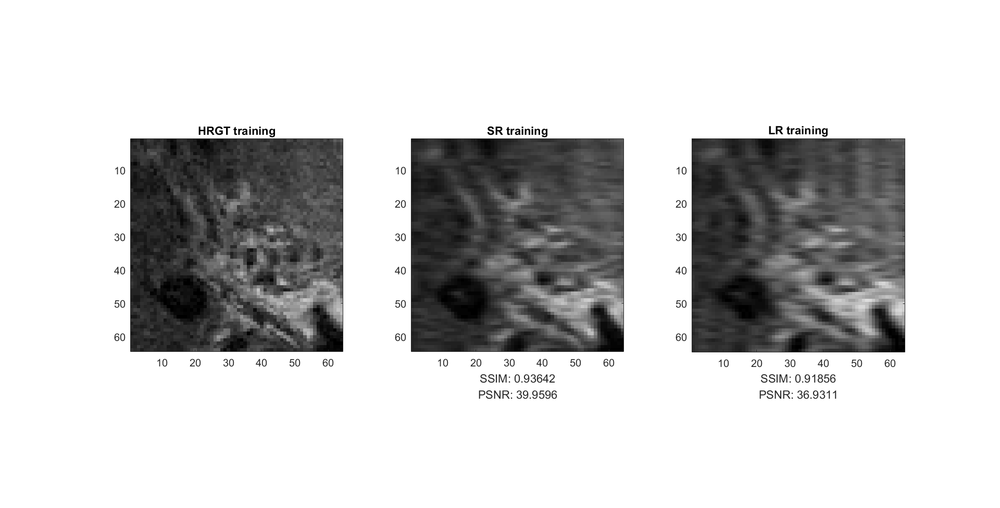 HRGT training
10
20
30
40
50
60
10 20 30 40 50 60
SR training
10
20
30
40
50
60
10 20 30 40 50 60
SSIM: 0.93642
PSNR: 39.9596
LR training
10
20
30
40
50
60
10 20 30 40 50 60
SSIM: 0.91856
PSNR: 36.9311